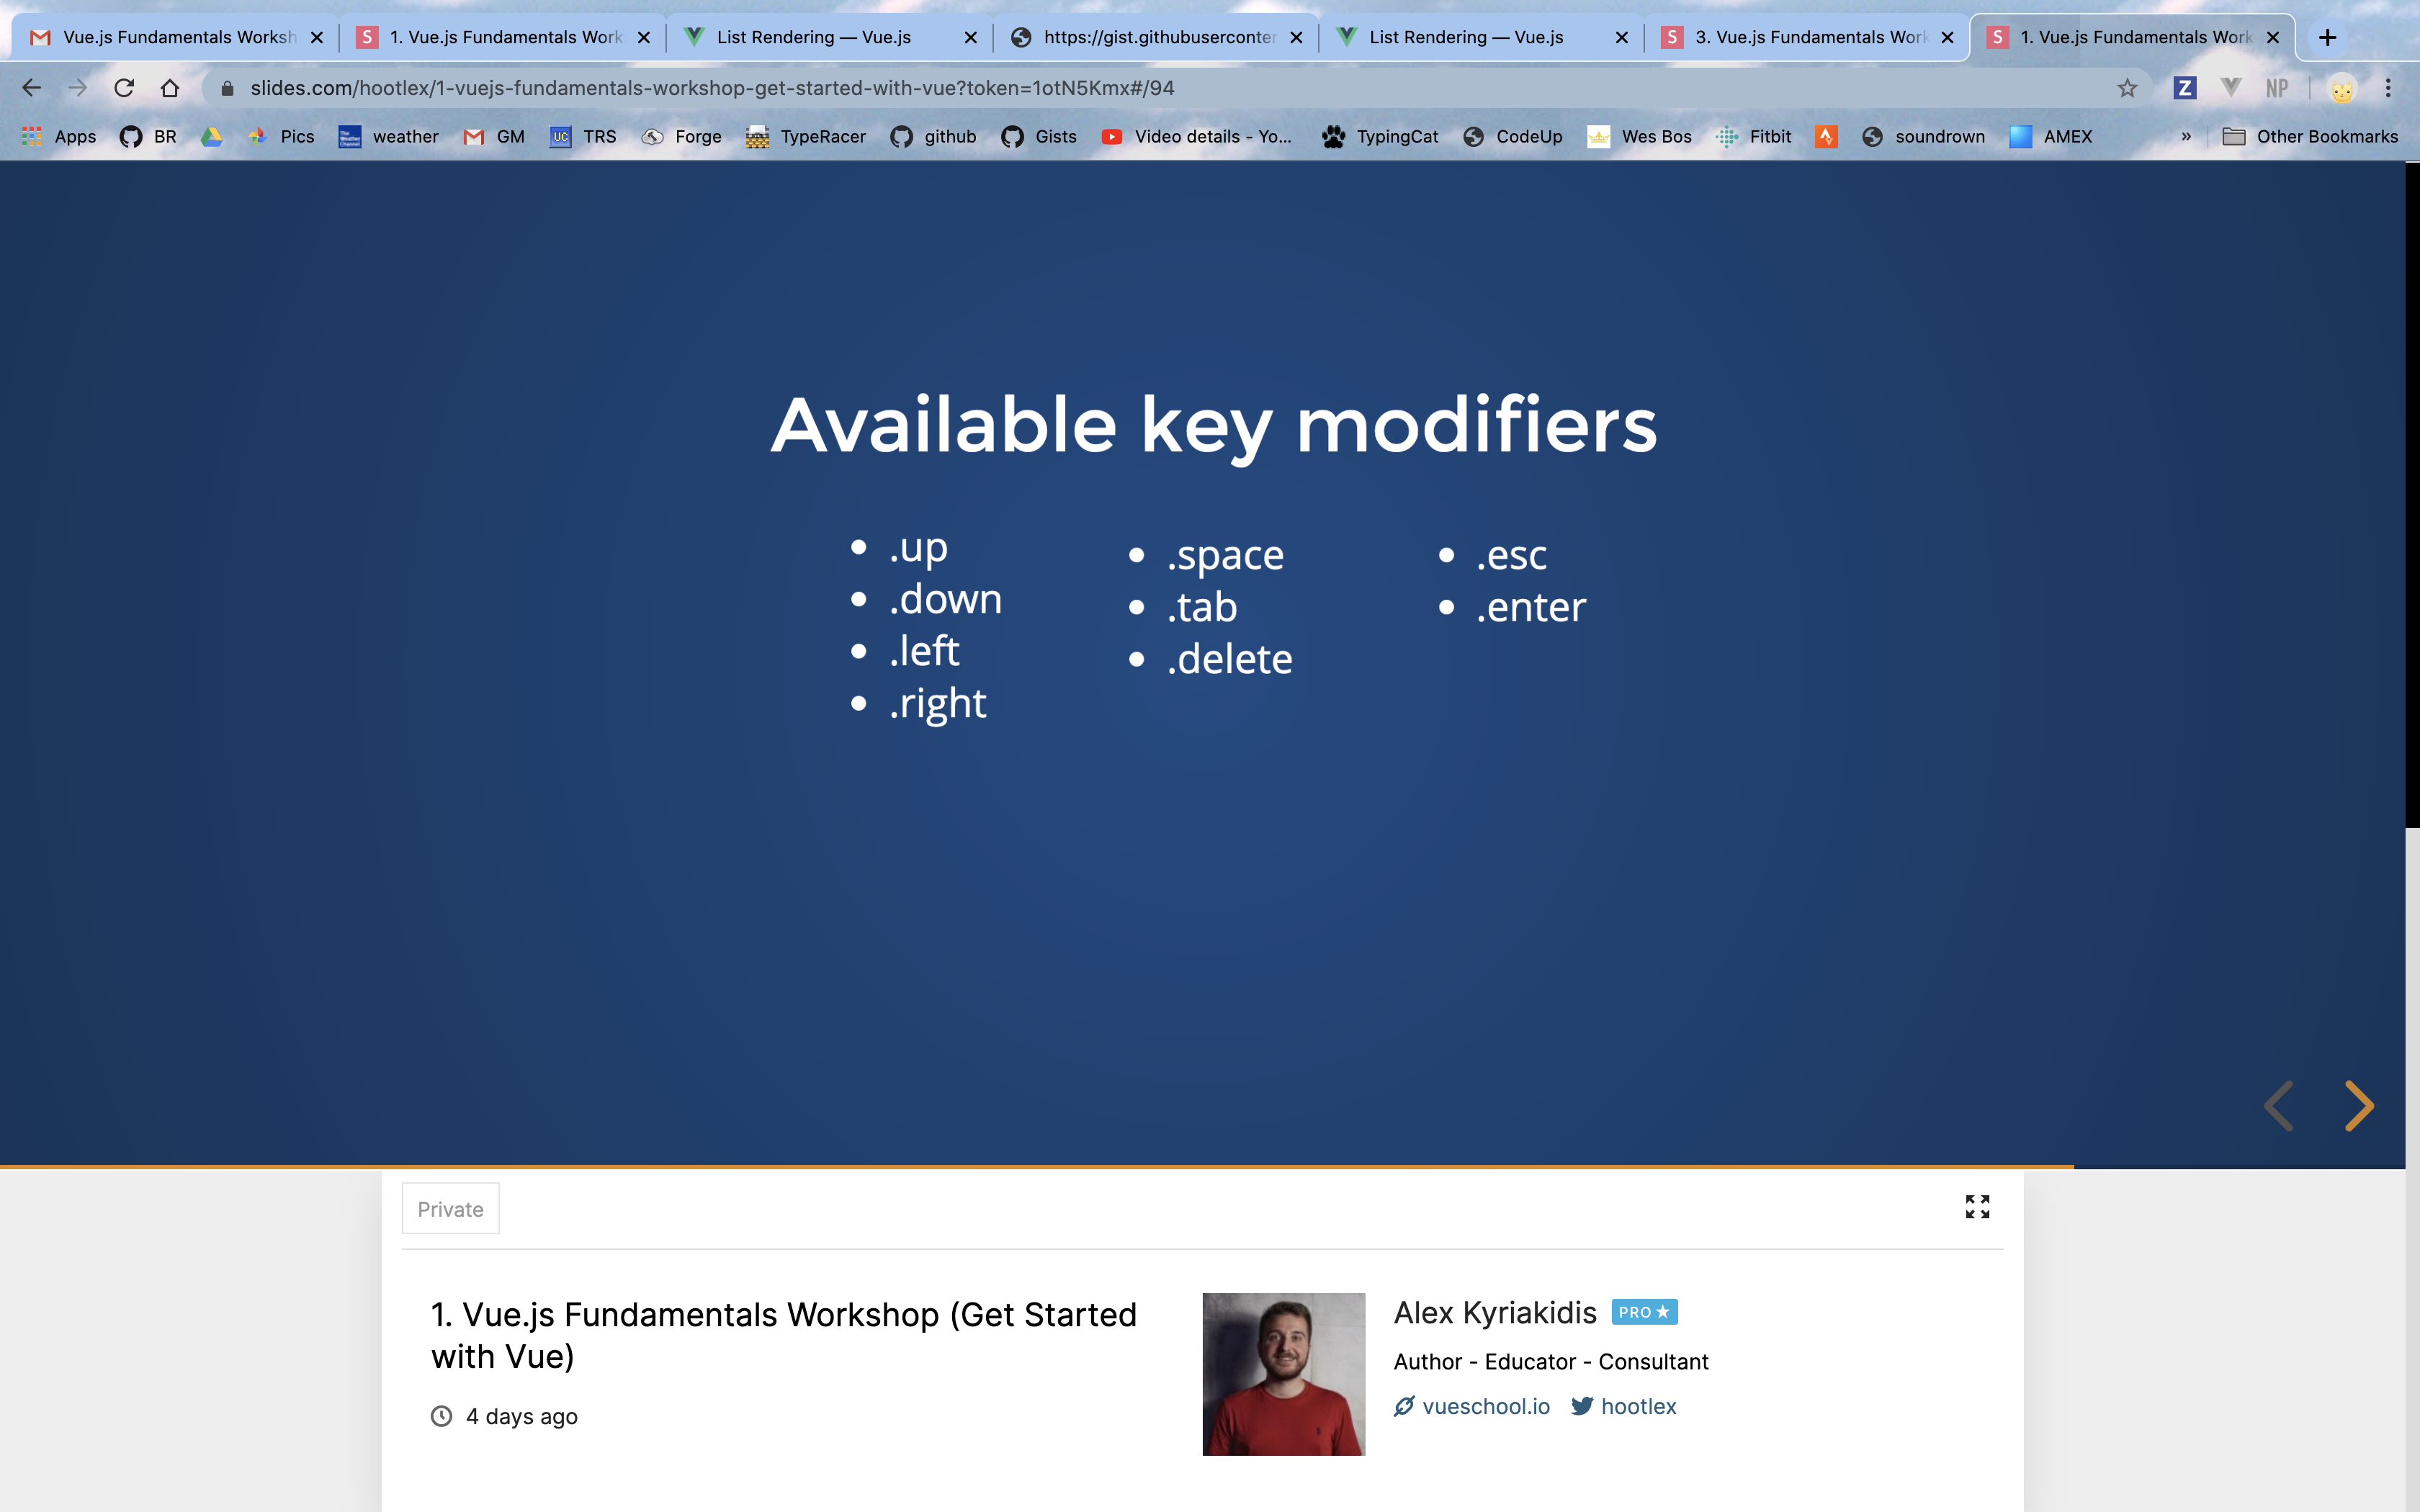 Vue.js Fundamentals Worksh
1. Vue.js Fundamentals Work
List Rendering — Vue.js
https://gist.githubuserconter
List Rendering — Vue.js
3. Vue.js Fundamentals Work
1. Vue.js Fundamentals Work
slides.com/hootlex/1-vuejs-fundamentals-workshop-get-started-with-vue?token=1otN5Kmx#/94
Z
NP
Apps
BR
Pics
weather
GM
UC
TRS
Forge
TypeRacer
github
Gists
Video details - Yo...
TypingCat
CodeUp
Wes Bos
Fitbit
soundrown
AMEX
»
Other Bookmarks
Available key modifiers
• .up
• .down
• .left
• .right
• .space
• .tab
• .delete
• .esc
• .enter
Private
1. Vue.js Fundamentals Workshop (Get Started
with Vue)
4 days ago
Alex Kyriakidis PRO
Author - Educator - Consultant
vueschool.io hootlex